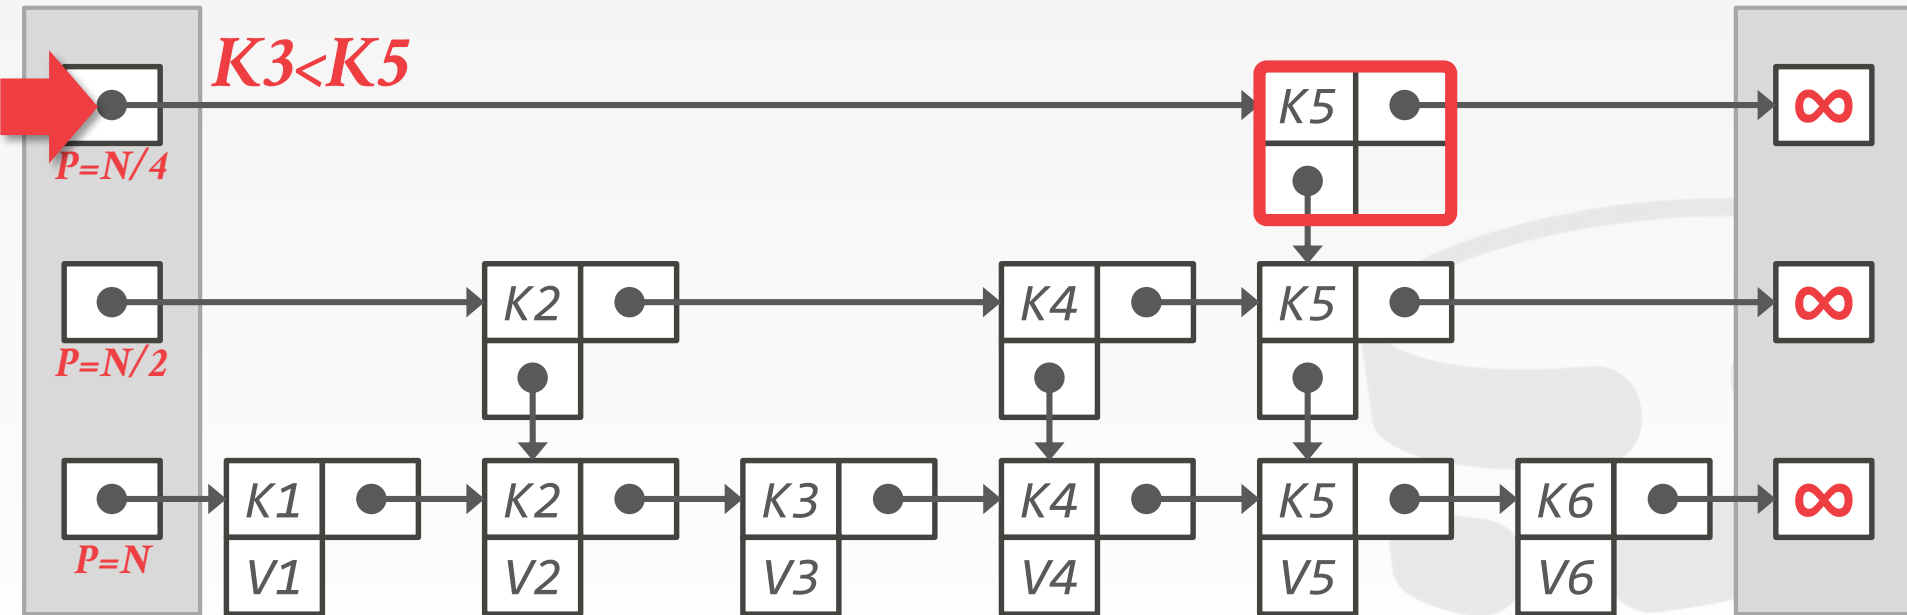 K3<K5
K5 ∞
P=N/4
K2 K4 K5 ∞
P=N/2
K1 K2 K3 K4 K5 K6 ∞
P=N
V1 V2 V3 V4 V5 V6